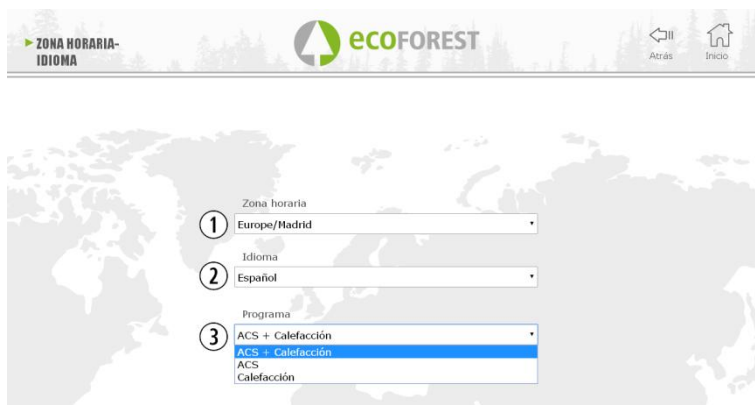 ZONA HORARIA-
IDIOMA
ecoFOREST
Atrás
Inicio
Zona horaria
1
Europe/Madrid
Idioma
2
Español
Programa
3
ACS + Calefacción
ACS + Calefacción
ACS
Calefacción